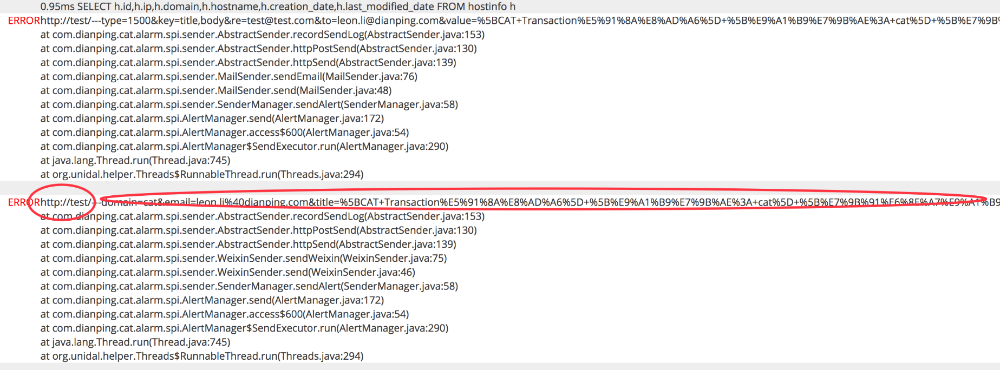 0.95ms SELECT h.id,h.ip,h.domain,h.hostname,h.creation_date,h.last_modified_date FROM hostinfo h
ERRORhttp://test/---type=1500&key=title,body&re=test@test.com&to=leon.li@dianping.com&value=%5BCAT+Transaction%E5%91%8A%E8%AD%A6%5D+%5B%E9%A1%B9%E7%9B%AE%3A+cat%5D+%5B%E7%9B%
at com.dianping.cat.alarm.spi.sender.AbstractSender.recordSendLog(AbstractSender.java:153)
at com.dianping.cat.alarm.spi.sender.AbstractSender.httpPostSend(AbstractSender.java:130)
at com.dianping.cat.alarm.spi.sender.AbstractSender.httpSend(AbstractSender.java:139)
at com.dianping.cat.alarm.spi.sender.MailSender.sendEmail(MailSender.java:76)
at com.dianping.cat.alarm.spi.sender.MailSender.send(MailSender.java:48)
at com.dianping.cat.alarm.spi.sender.SenderManager.sendAlert(SenderManager.java:58)
at com.dianping.cat.alarm.spi.AlertManager.send(AlertManager.java:172)
at com.dianping.cat.alarm.spi.AlertManager.access$600(AlertManager.java:54)
at com.dianping.cat.alarm.spi.AlertManager$SendExecutor.run(AlertManager.java:290)
at java.lang.Thread.run(Thread.java:745)
at org.unidal.helper.Threads$RunnableThread.run(Threads.java:294)
ERRORhttp://test/---domain=cat&email=leon.li%40dianping.com&title=%5BCAT+Transaction%E5%91%8A%E8%AD%A6%5D+%5B%E9%A1%B9%E7%9B%AE%3A+cat%5D+%5B%E7%9B%91%E6%8E%A7%E9%A1%B9
at com.dianping.cat.alarm.spi.sender.AbstractSender.recordSendLog(AbstractSender.java:153)
at com.dianping.cat.alarm.spi.sender.AbstractSender.httpPostSend(AbstractSender.java:130)
at com.dianping.cat.alarm.spi.sender.AbstractSender.httpSend(AbstractSender.java:139)
at com.dianping.cat.alarm.spi.sender.WeixinSender.sendWeixin(WeixinSender.java:75)
at com.dianping.cat.alarm.spi.sender.WeixinSender.send(WeixinSender.java:46)
at com.dianping.cat.alarm.spi.sender.SenderManager.sendAlert(SenderManager.java:58)
at com.dianping.cat.alarm.spi.AlertManager.send(AlertManager.java:172)
at com.dianping.cat.alarm.spi.AlertManager.access$600(AlertManager.java:54)
at com.dianping.cat.alarm.spi.AlertManager$SendExecutor.run(AlertManager.java:290)
at java.lang.Thread.run(Thread.java:745)
at org.unidal.helper.Threads$RunnableThread.run(Threads.java:294)